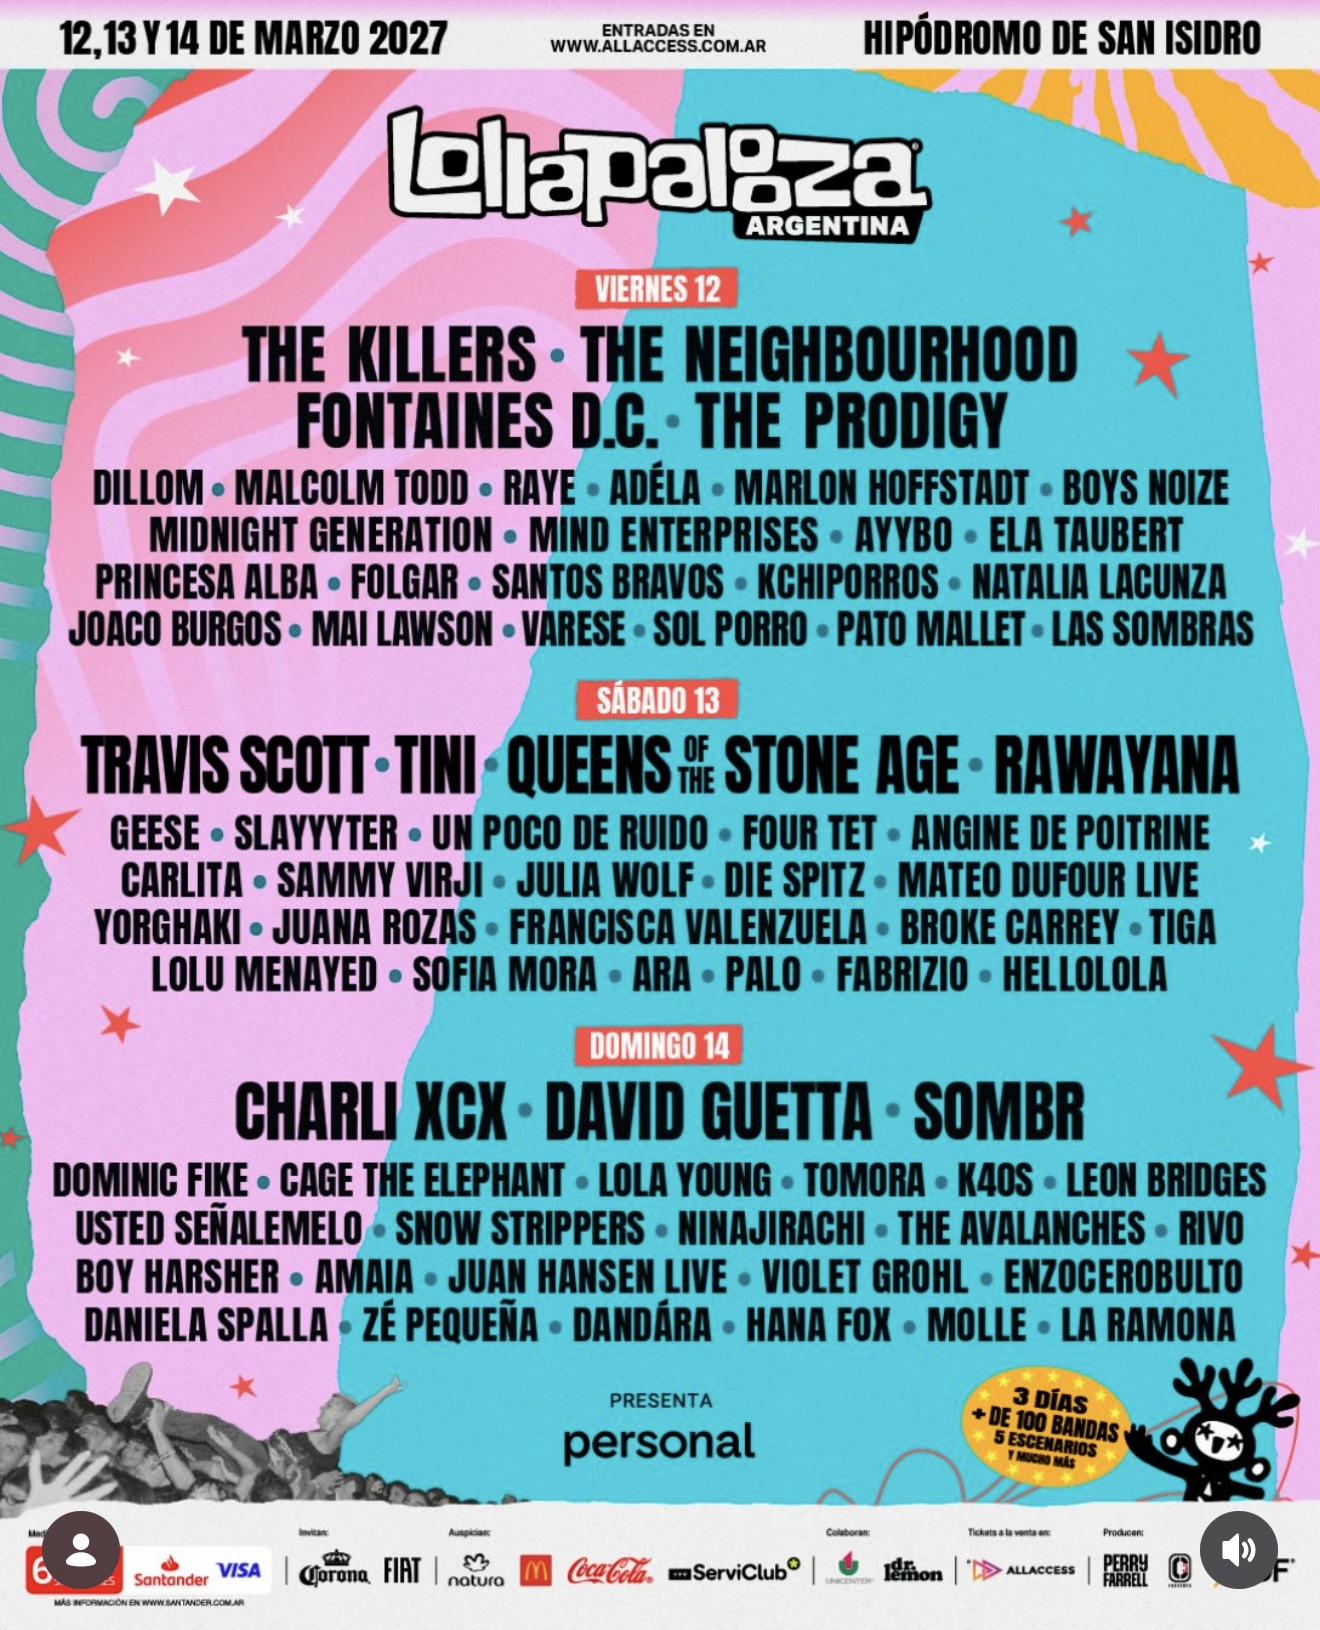 12,13 Y 14 DE MARZO 2027
ENTRADAS EN
WWW.ALLACCESS.COM.AR
HIPÓDROMO DE SAN ISIDRO
Lollapalooza
ARGENTINA
VIERNES 12
THE KILLERS • THE NEIGHBOURHOOD
FONTAINES D.C. • THE PRODIGY
DILLOM • MALCOLM TODD • RAYE • ADÉLA • MARLON HOFFSTADT • BOYS NOIZE
MIDNIGHT GENERATION • MIND ENTERPRISES • AYYBO • ELA TAUBERT
PRINCESA ALBA • FOLGAR • SANTOS BRAVOS • KCHIPORROS • NATALIA LACUNZA
JOACO BURGOS • MAI LAWSON • VARESE • SOL PORRO • PATO MALLET • LAS SOMBRAS
SÁBADO 13
TRAVIS SCOTT • TINI • QUEENS OF THE STONE AGE • RAWAYANA
GEESE • SLAYYYTER • UN POCO DE RUIDO • FOUR TET • ANGINE DE POITRINE
CARLITA • SAMMY VIRJI • JULIA WOLF • DIE SPITZ • MATEO DUFOUR LIVE
YORGHAKI • JUANA ROZAS • FRANCISCA VALENZUELA • BROKE CARREY • TIGA
LOLU MENAYED • SOFIA MORA • ARA • PALO • FABRIZIO • HELLOLOLA
DOMINGO 14
CHARLI XCX • DAVID GUETTA • SOMBR
DOMINIC FIKE • CAGE THE ELEPHANT • LOLA YOUNG • TOMORA • K4OS • LEON BRIDGES
USTED SEÑALEMELO • SNOW STRIPPERS • NINAJIRACHI • THE AVALANCHES • RIVO
BOY HARSHER • AMAIA • JUAN HANSEN LIVE • VIOLET GROHL • ENZOCEROBULTO
DANIELA SPALLA • ZÉ PEQUEÑA • DANDÁRA • HANA FOX • MOLLE • LA RAMONA
PRESENTA
personal
3 DÍAS
+ DE 100 BANDAS
5 ESCENARIOS
Y MUCHO MÁS
Invitan:
Auspician:
Colaboran:
Tickets a la venta en:
Producen:
6
Santander
VISA
Corona
FIAT
natura
Coca-Cola
ServiClub
UNICENTER
dr. lemon
ALLACCESS
PERRY FARRELL
MÁS INFORMACIÓN EN WWW.SANTANDER.COM.AR